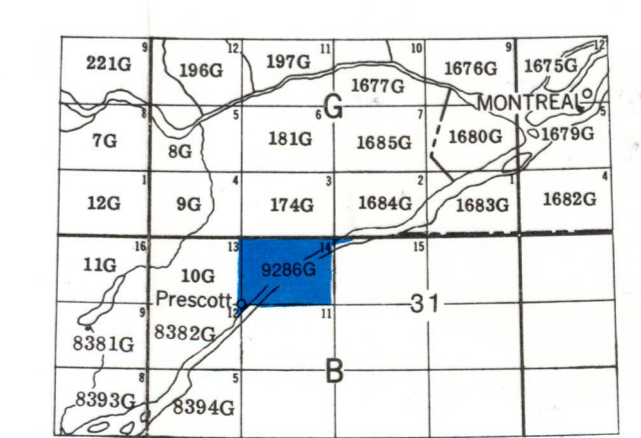 9 12 11 10 9 12
221G 196G 197G 1677G 1676G 1675G
MONTREAL
8 5 6 G 7 5
7G 8G 181G 1685G 1680G 1679G
1 4 3 2 1 4
12G 9G 174G 1684G 1683G 1682G
16 13 14 15
11G 10G 9286G
Prescott 31
9 12 11
8381G 8382G
8 5 B
8393G 8394G